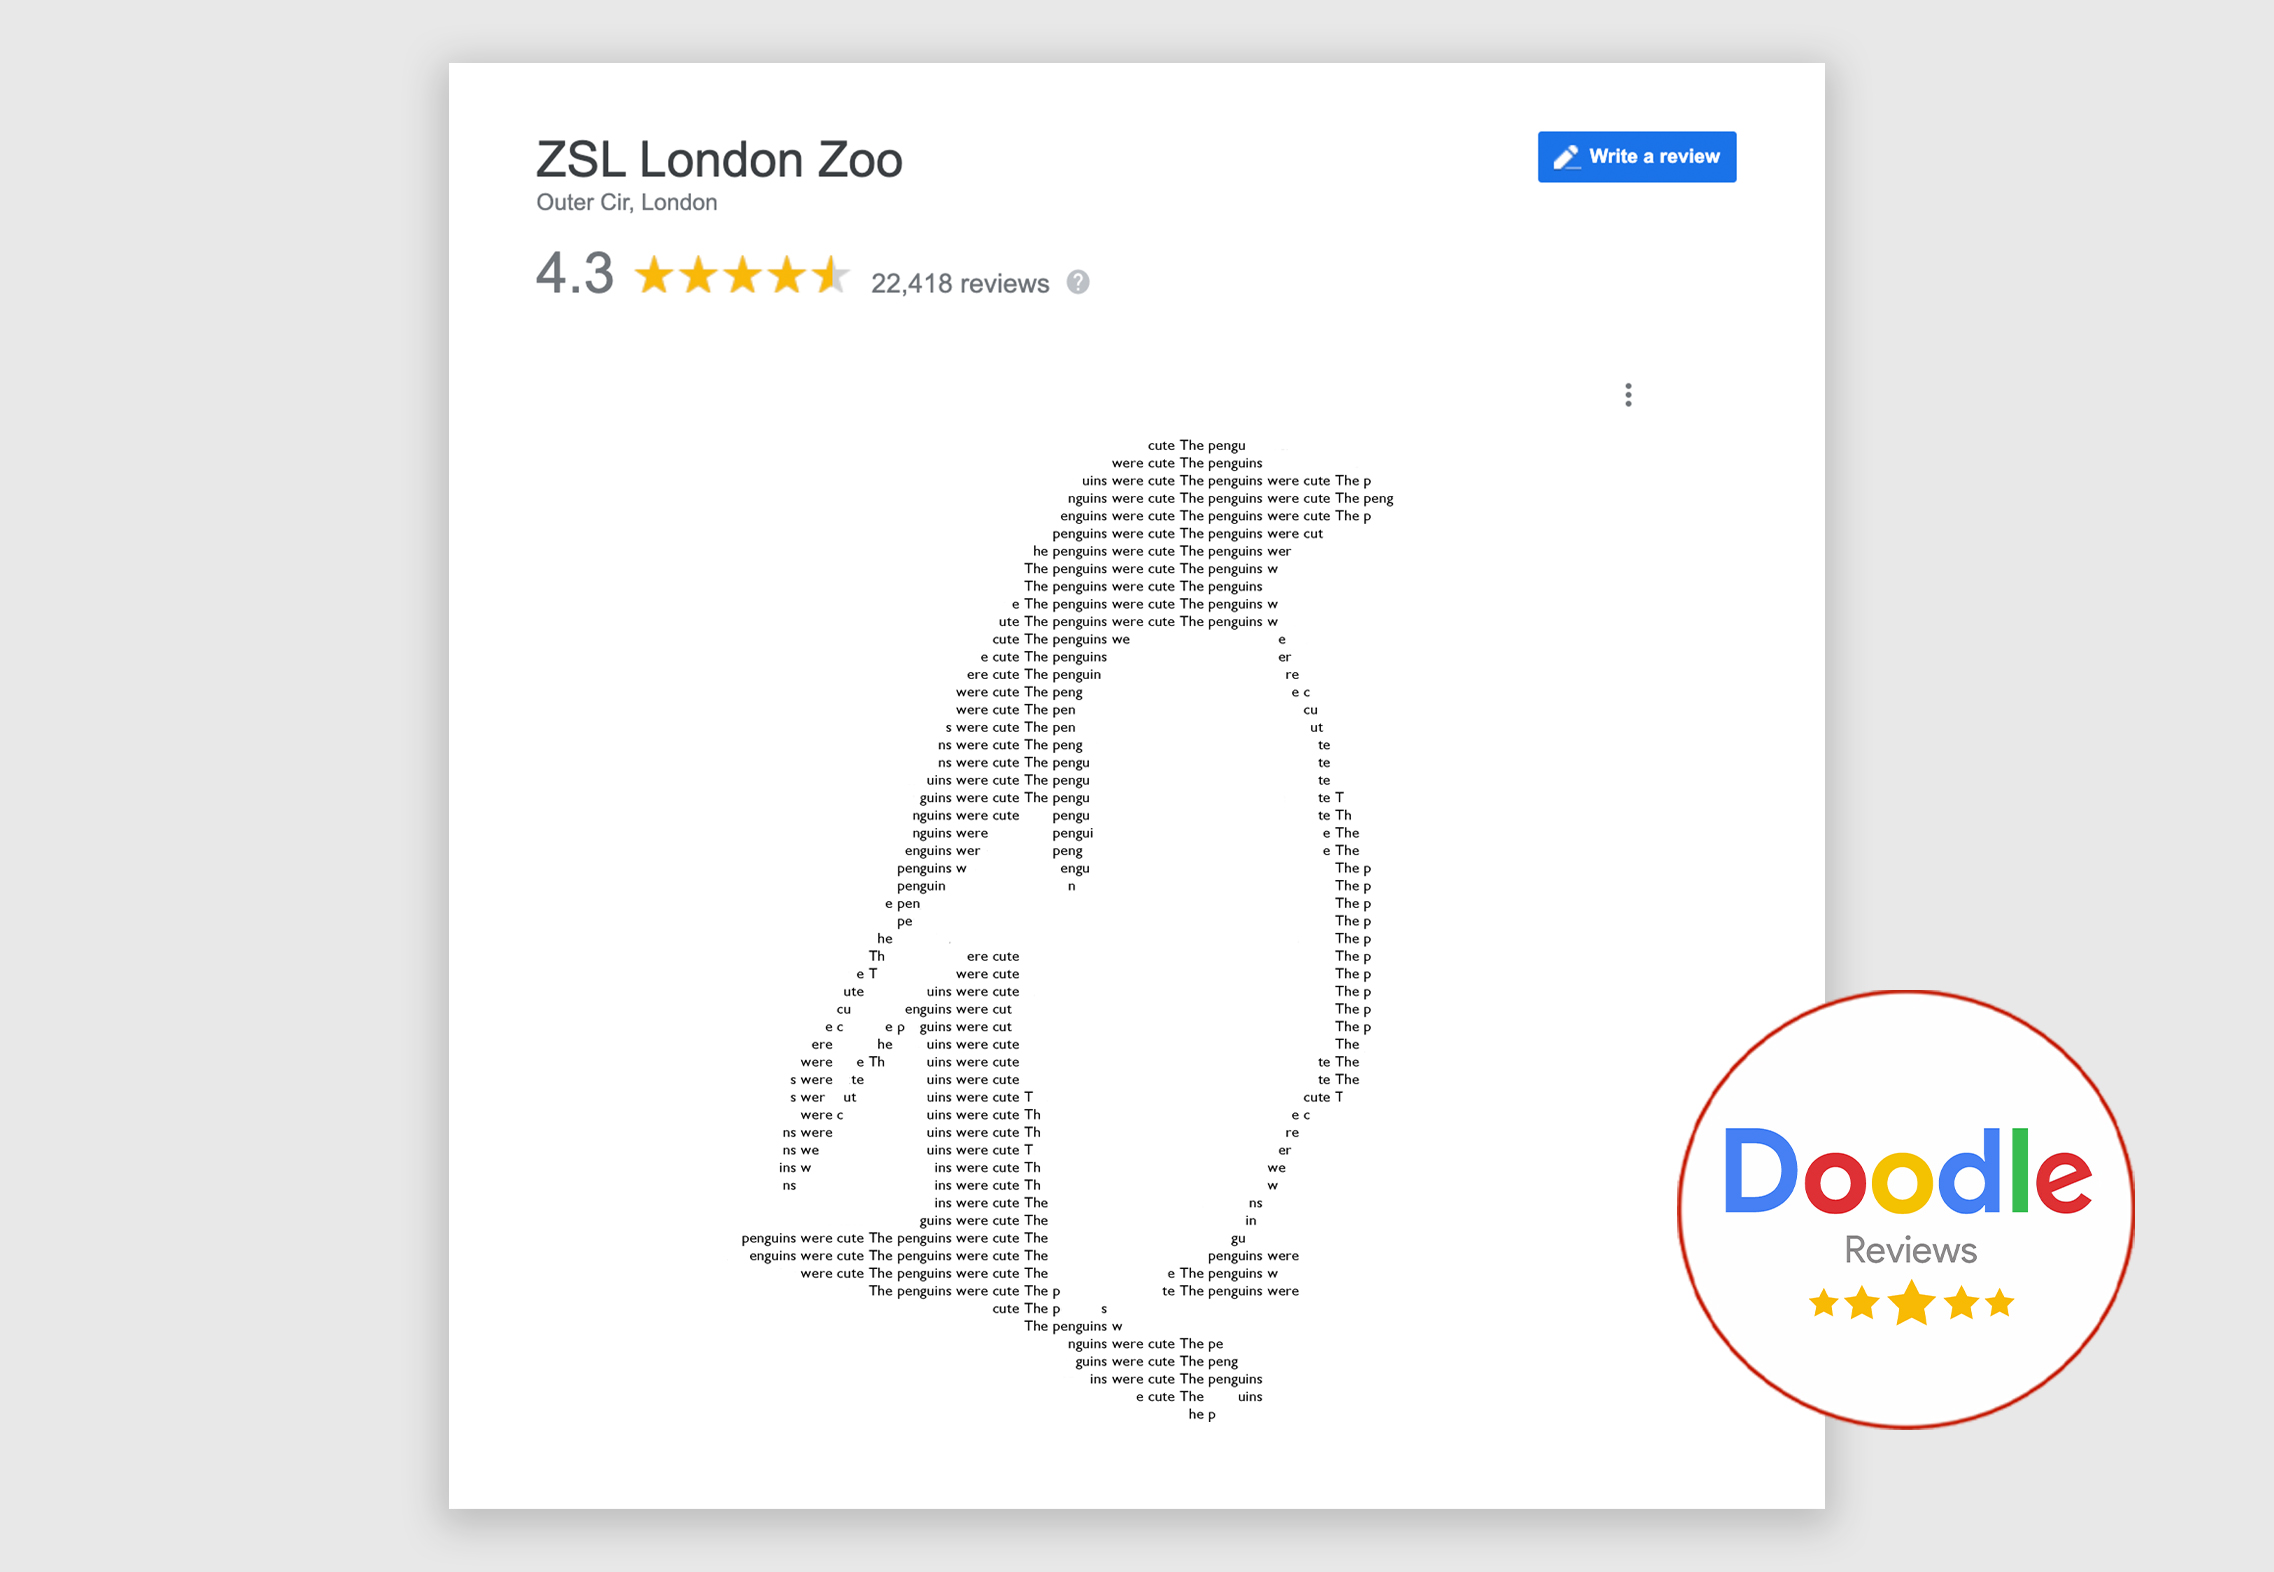 ZSL London Zoo
Write a review
Outer Cir, London
4.3 22,418 reviews ?
cute The pengu
were cute The penguins
uins were cute The penguins were cute The p
nguins were cute The penguins were cute The peng
enguins were cute The penguins were cute The p
penguins were cute The penguins were cut
he penguins were cute The penguins wer
The penguins were cute The penguins w
The penguins were cute The penguins
e The penguins were cute The penguins w
ute The penguins were cute The penguins w
cute The penguins we e
e cute The penguins er
ere cute The penguin re
were cute The peng e c
were cute The pen cu
s were cute The pen ut
ns were cute The peng te
ns were cute The pengu te
uins were cute The pengu te
guins were cute The pengu te T
nguins were cute pengu te Th
nguins were pengui e The
enguins wer peng e The
penguins w engu The p
penguin n The p
e pen The p
pe The p
he The p
Th ere cute The p
e T were cute The p
ute uins were cute The p
cu enguins were cut The p
e c e p guins were cut The p
ere he uins were cute The
were e Th uins were cute te The
s were te uins were cute te The
s wer ut uins were cute T cute T
were c uins were cute Th e c
ns were uins were cute Th re
ns we uins were cute T er
ins w ins were cute Th we
ns ins were cute Th w
ins were cute The ns
guins were cute The in
penguins were cute The penguins were cute The gu
enguins were cute The penguins were cute The penguins were
were cute The penguins were cute The e The penguins w
The penguins were cute The p te The penguins were
cute The p s
The penguins w
nguins were cute The pe
guins were cute The peng
ins were cute The penguins
e cute The uins
he p
Doodle
Reviews